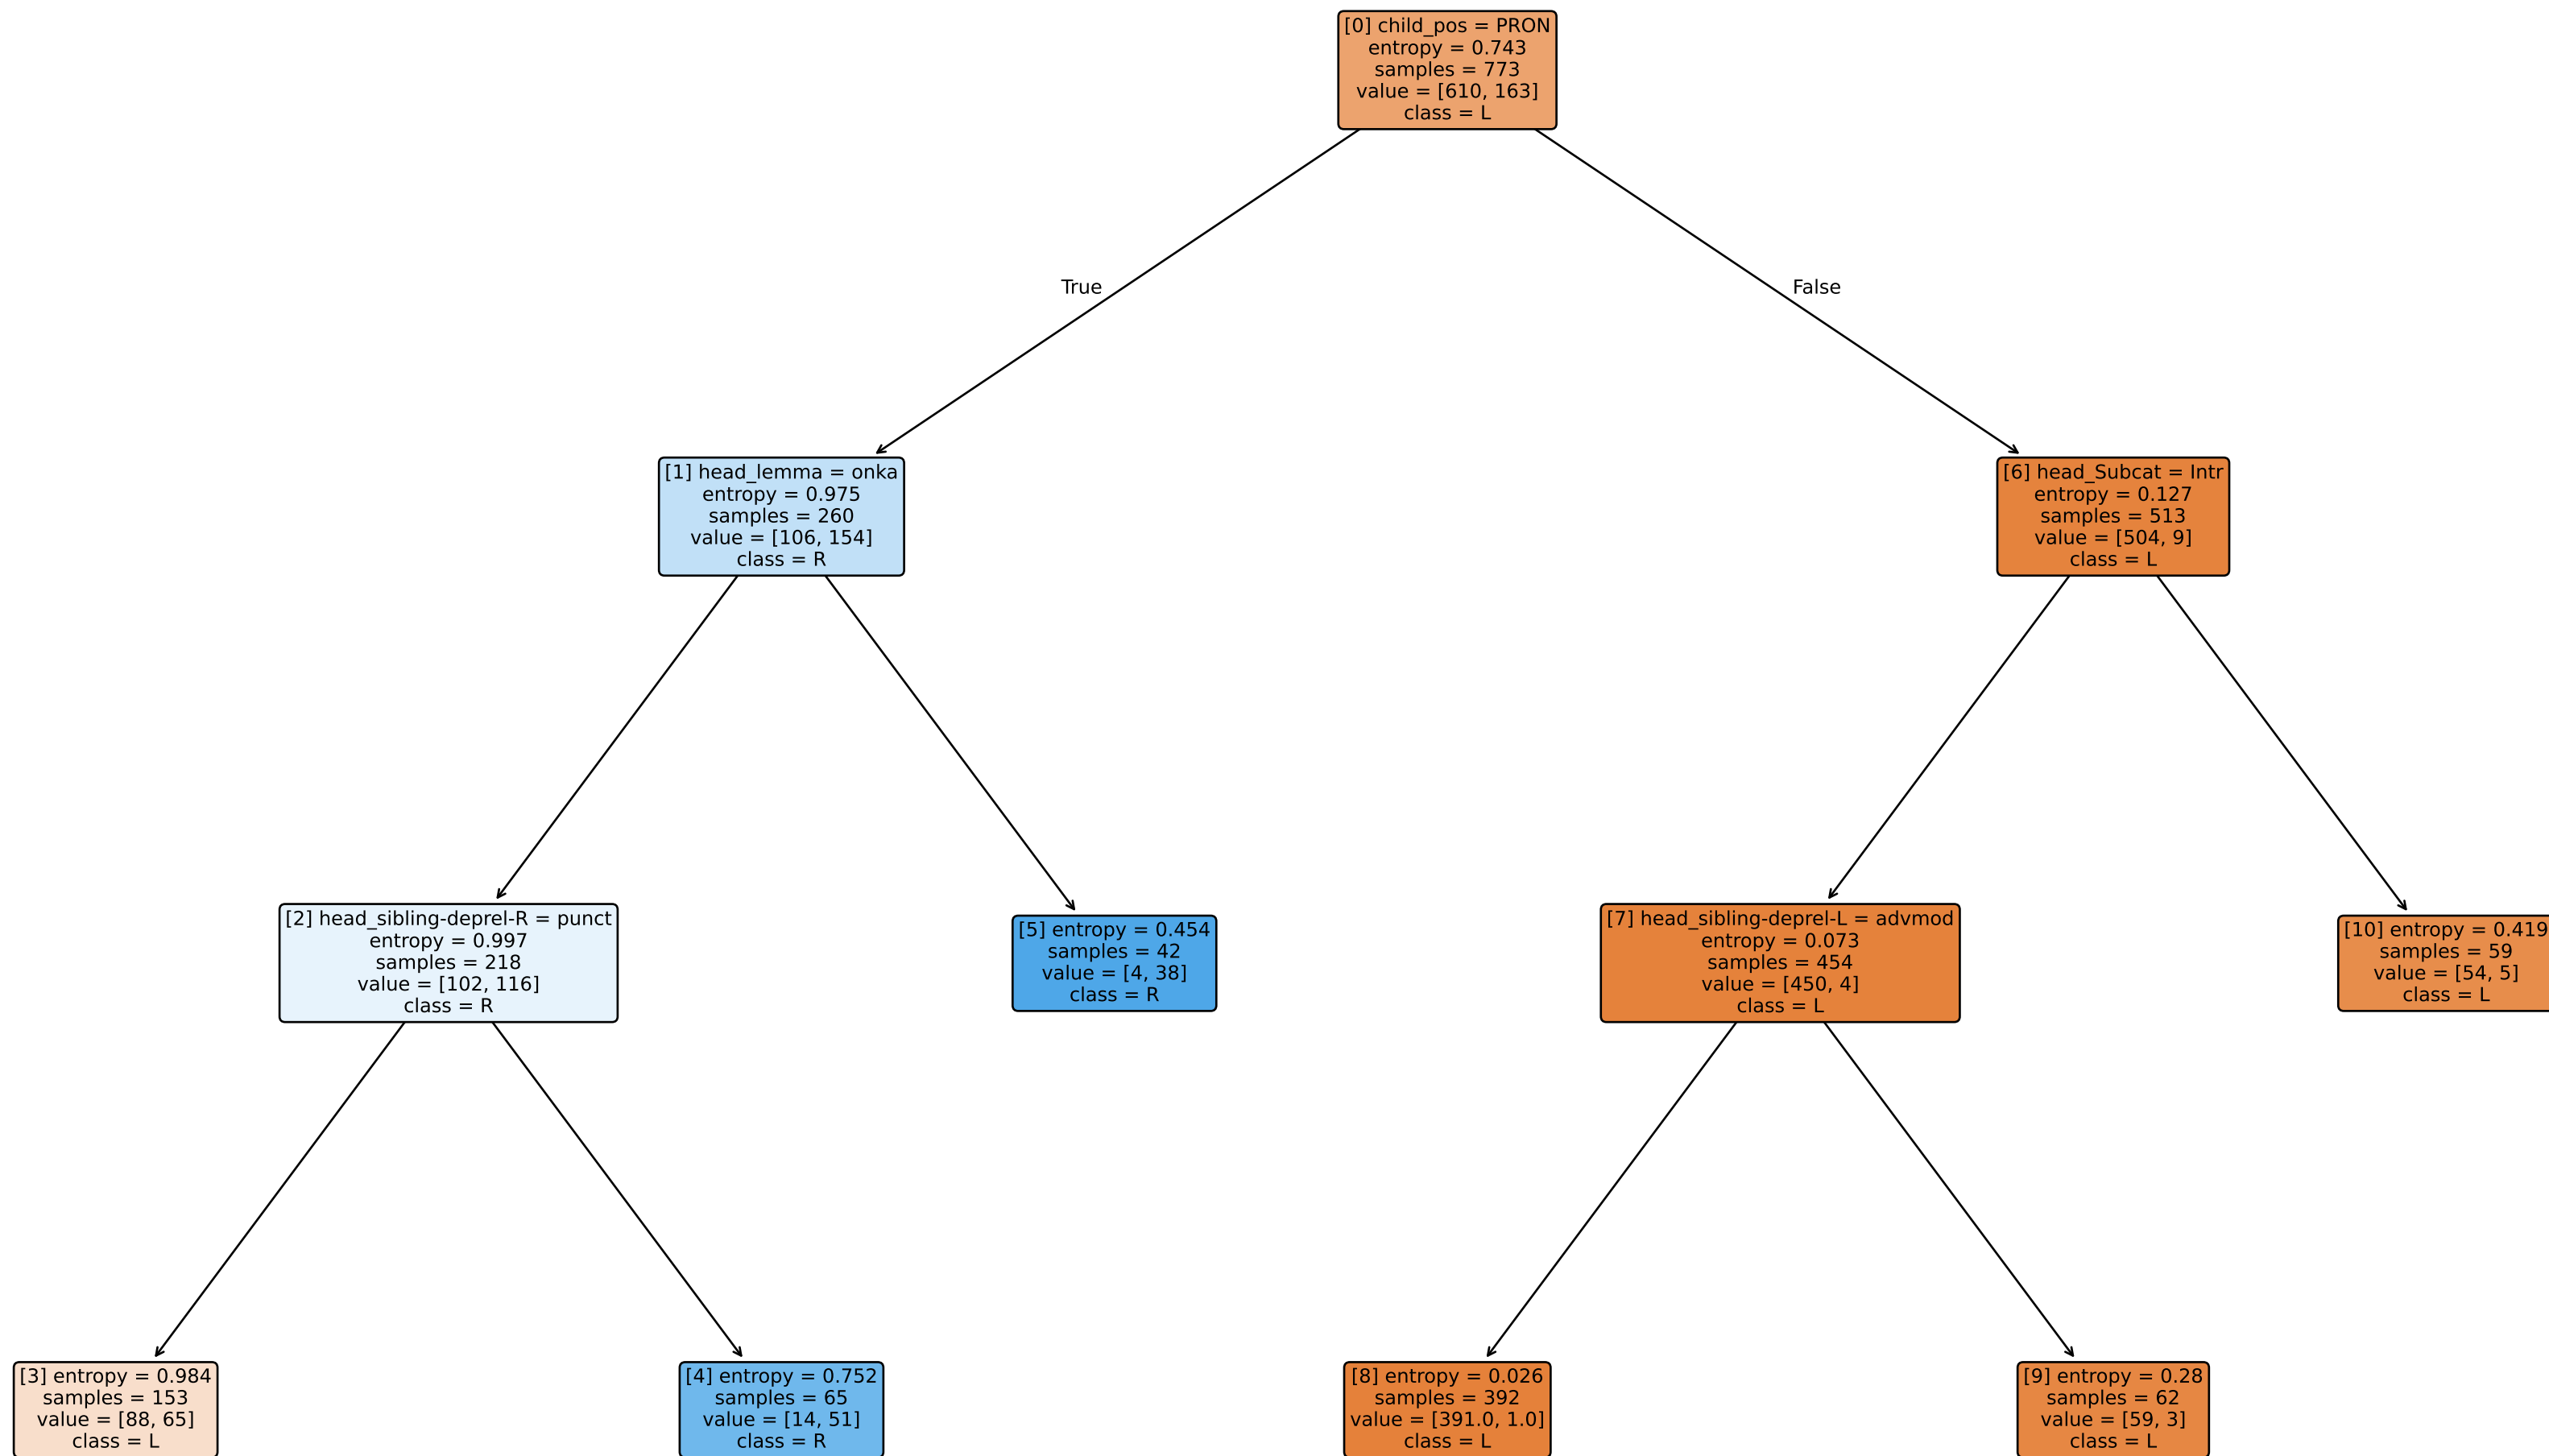 [0] child_pos = PRON
entropy = 0.743
samples = 773
value = [610, 163]
class = L
True
False
[1] head_lemma = onka
entropy = 0.975
samples = 260
value = [106, 154]
class = R
[6] head_Subcat = Intr
entropy = 0.127
samples = 513
value = [504, 9]
class = L
[2] head_sibling-deprel-R = punct
entropy = 0.997
samples = 218
value = [102, 116]
class = R
[5] entropy = 0.454
samples = 42
value = [4, 38]
class = R
[7] head_sibling-deprel-L = advmod
entropy = 0.073
samples = 454
value = [450, 4]
class = L
[10] entropy = 0.419
samples = 59
value = [54, 5]
class = L
[3] entropy = 0.984
samples = 153
value = [88, 65]
class = L
[4] entropy = 0.752
samples = 65
value = [14, 51]
class = R
[8] entropy = 0.026
samples = 392
value = [391.0, 1.0]
class = L
[9] entropy = 0.28
samples = 62
value = [59, 3]
class = L